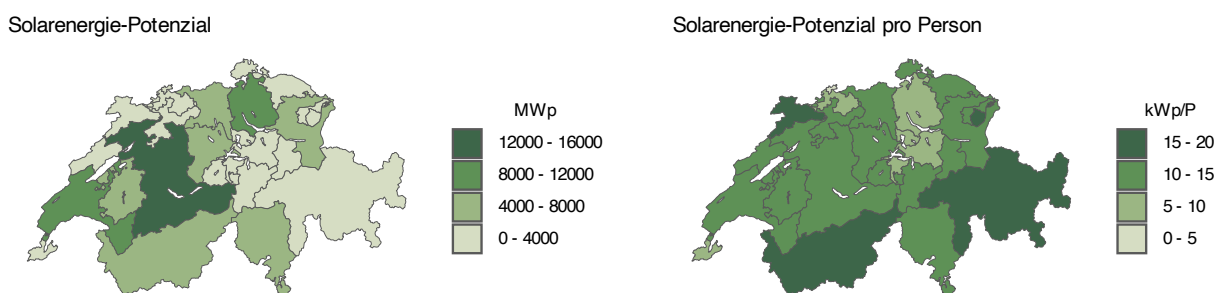 Solarenergie-Potenzial
MWp
12000 - 16000
8000 - 12000
4000 - 8000
0 - 4000
Solarenergie-Potenzial pro Person
kWp/P
15 - 20
10 - 15
5 - 10
0 - 5